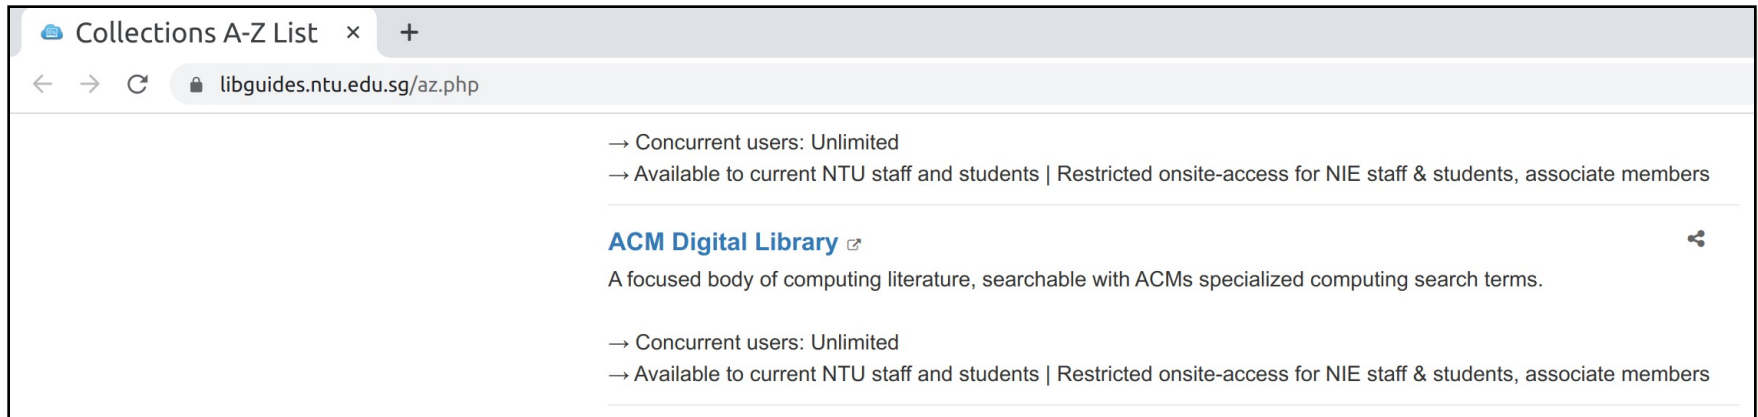 Collections A-Z List
libguides.ntu.edu.sg/az.php
→ Concurrent users: Unlimited
→ Available to current NTU staff and students | Restricted onsite-access for NIE staff & students, associate members
ACM Digital Library
A focused body of computing literature, searchable with ACMs specialized computing search terms.
→ Concurrent users: Unlimited
→ Available to current NTU staff and students | Restricted onsite-access for NIE staff & students, associate members